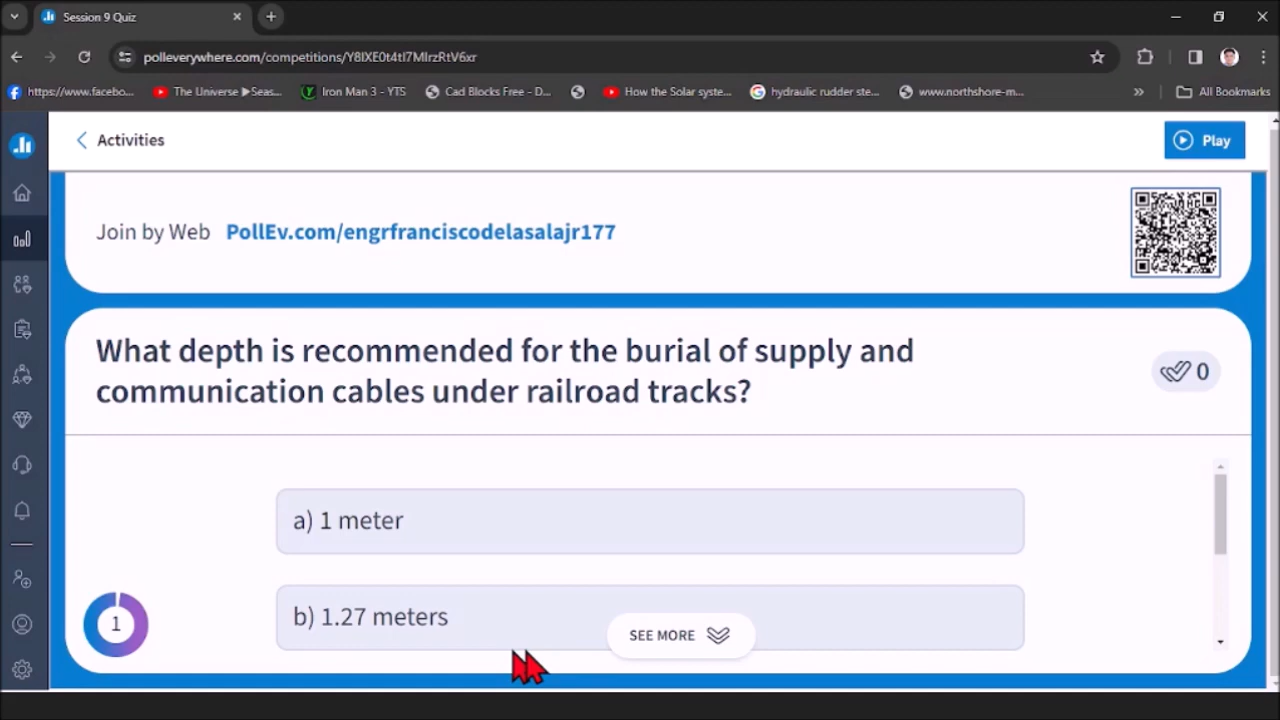 Session 9 Quiz
polleverywhere.com/competitions/Y8lXE0t4tI7MIrzRtV6xr
https://www.facebo...
The Universe ▶Seas...
Iron Man 3 - YTS
Cad Blocks Free - D...
How the Solar syste...
hydraulic rudder ste...
www.northshore-m...
All Bookmarks
Activities
Play
Join by Web PollEv.com/engrfranciscodelasalajr177
What depth is recommended for the burial of supply and
communication cables under railroad tracks?
0
a) 1 meter
b) 1.27 meters
1
SEE MORE